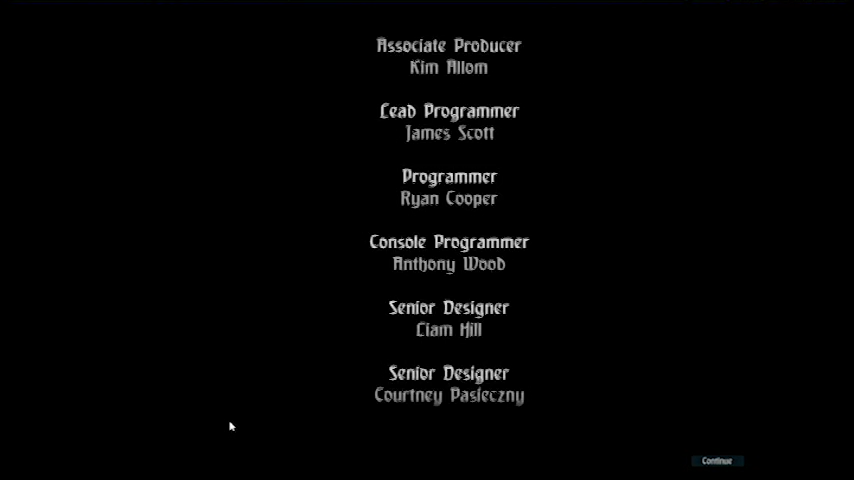 Associate Producer
Kim Allom
Lead Programmer
James Scott
Programmer
Ryan Cooper
Console Programmer
Anthony Wood
Senior Designer
Liam Hill
Senior Designer
Courtney Pasieczny
Continue